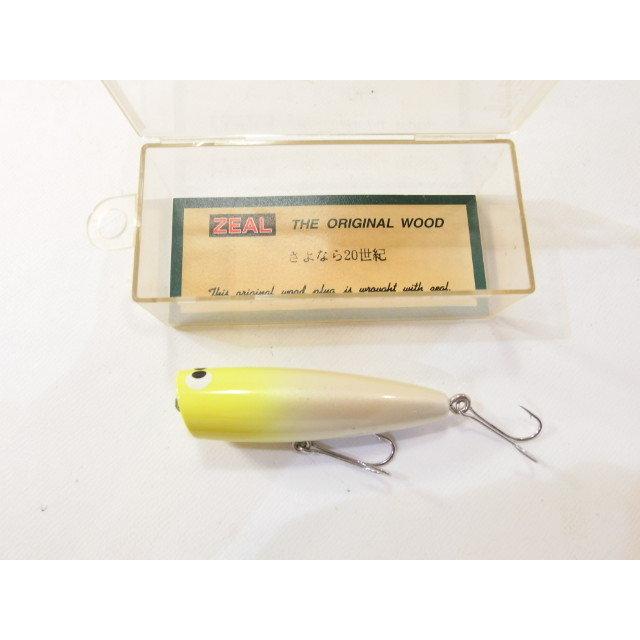 ZEAL THE ORIGINAL WOOD
さよなら20世紀
This original wood plug is wrought with zeal.